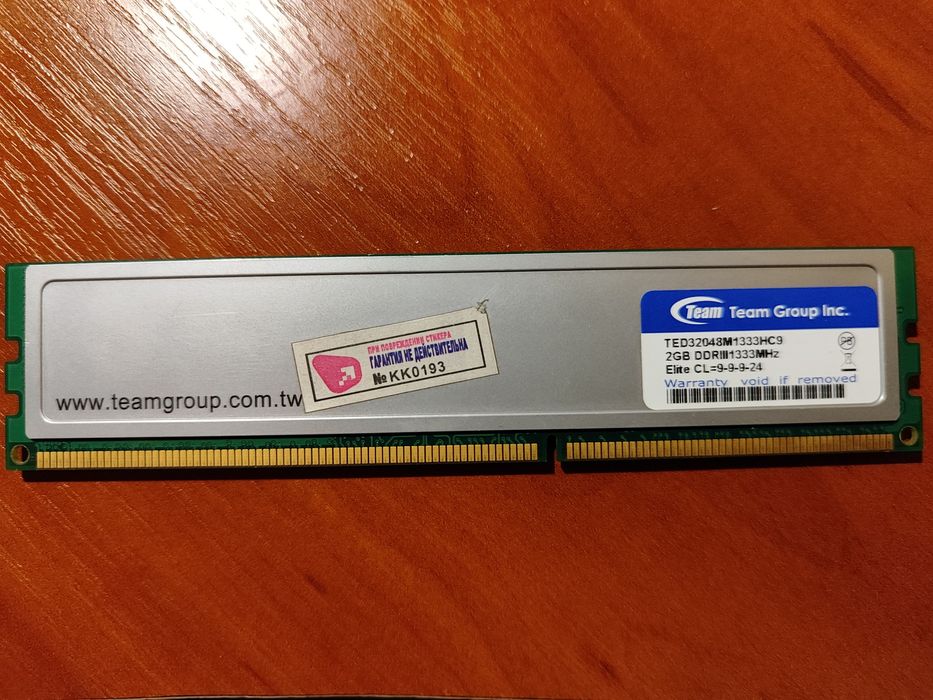 www.teamgroup.com.tw
ПРИ ПОВРЕЖДЕНИИ СТИКЕРА
ГАРАНТИЯ НЕ ДЕЙСТВИТЕЛЬНА
№ KK0193
Team Team Group Inc.
TED32048M1333HC9
2GB DDRIII1333MHz
Elite CL=9-9-9-24
Warranty void if removed